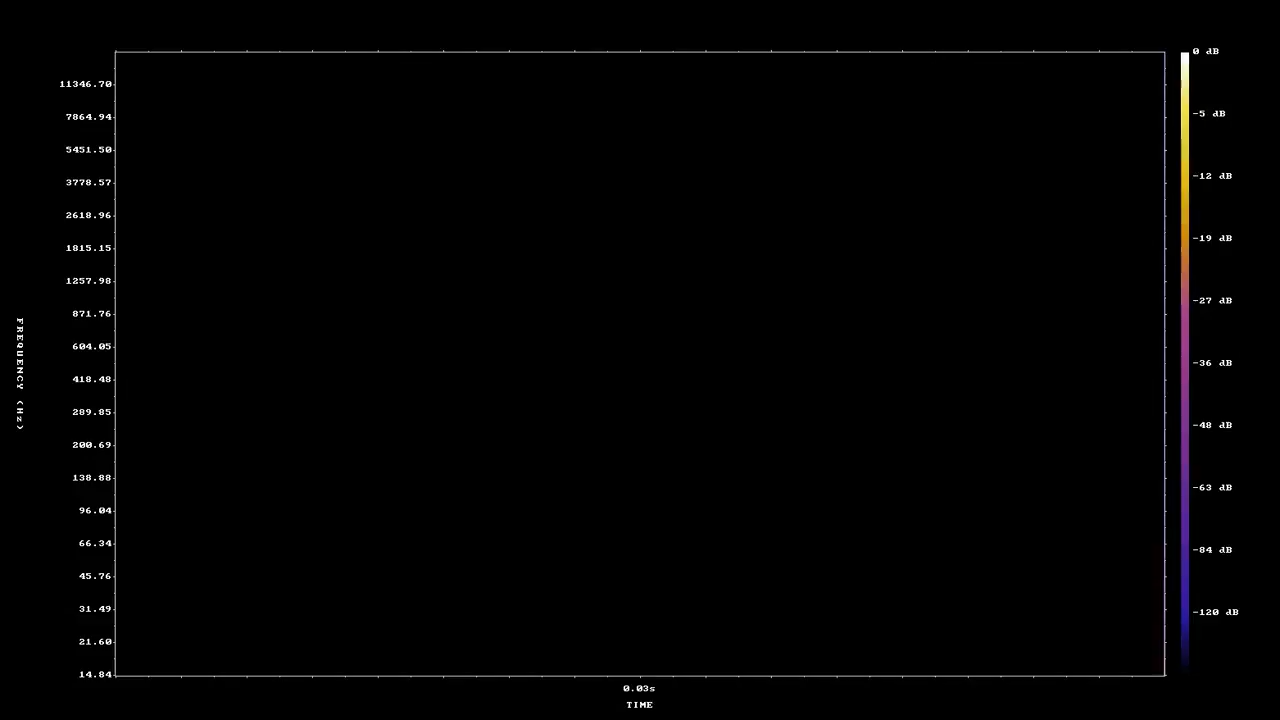 0 dB
11346.70
7864.94
-5 dB
5451.50
3778.57
-12 dB
2618.96
-19 dB
1815.15
1257.98
-27 dB
871.76
604.05
-36 dB
418.48
289.85
-48 dB
200.69
138.88
-63 dB
96.04
66.34
-84 dB
45.76
31.49
-120 dB
21.60
14.84
FREQUENCY (Hz)
0.03s
TIME